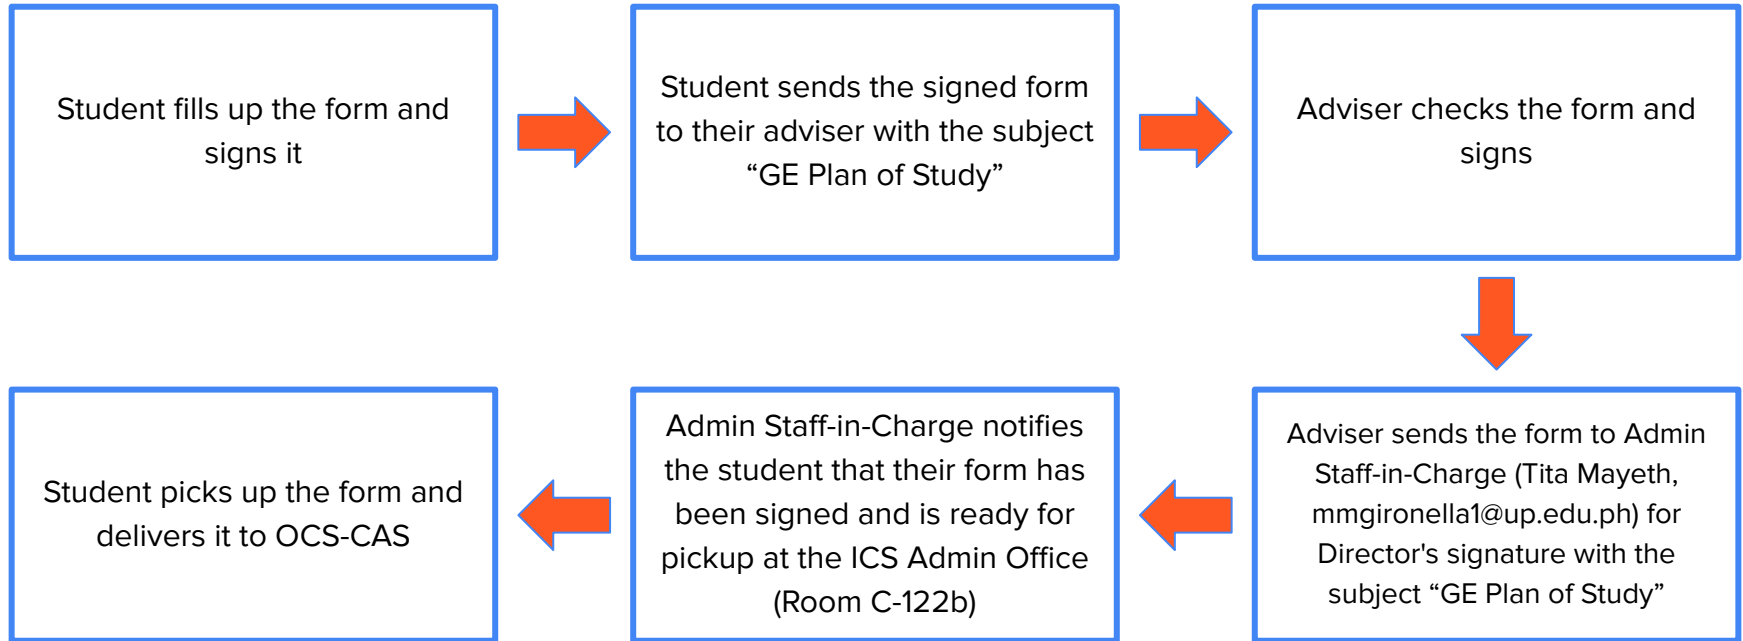 Student fills up the form and
signs it
Student sends the signed form
to their adviser with the subject
“GE Plan of Study”
Adviser checks the form and
signs
Adviser sends the form to Admin
Staff-in-Charge (Tita Mayeth,
mmgironella1@up.edu.ph) for
Director's signature with the
subject “GE Plan of Study”
Admin Staff-in-Charge notifies
the student that their form has
been signed and is ready for
pickup at the ICS Admin Office
(Room C-122b)
Student picks up the form and
delivers it to OCS-CAS